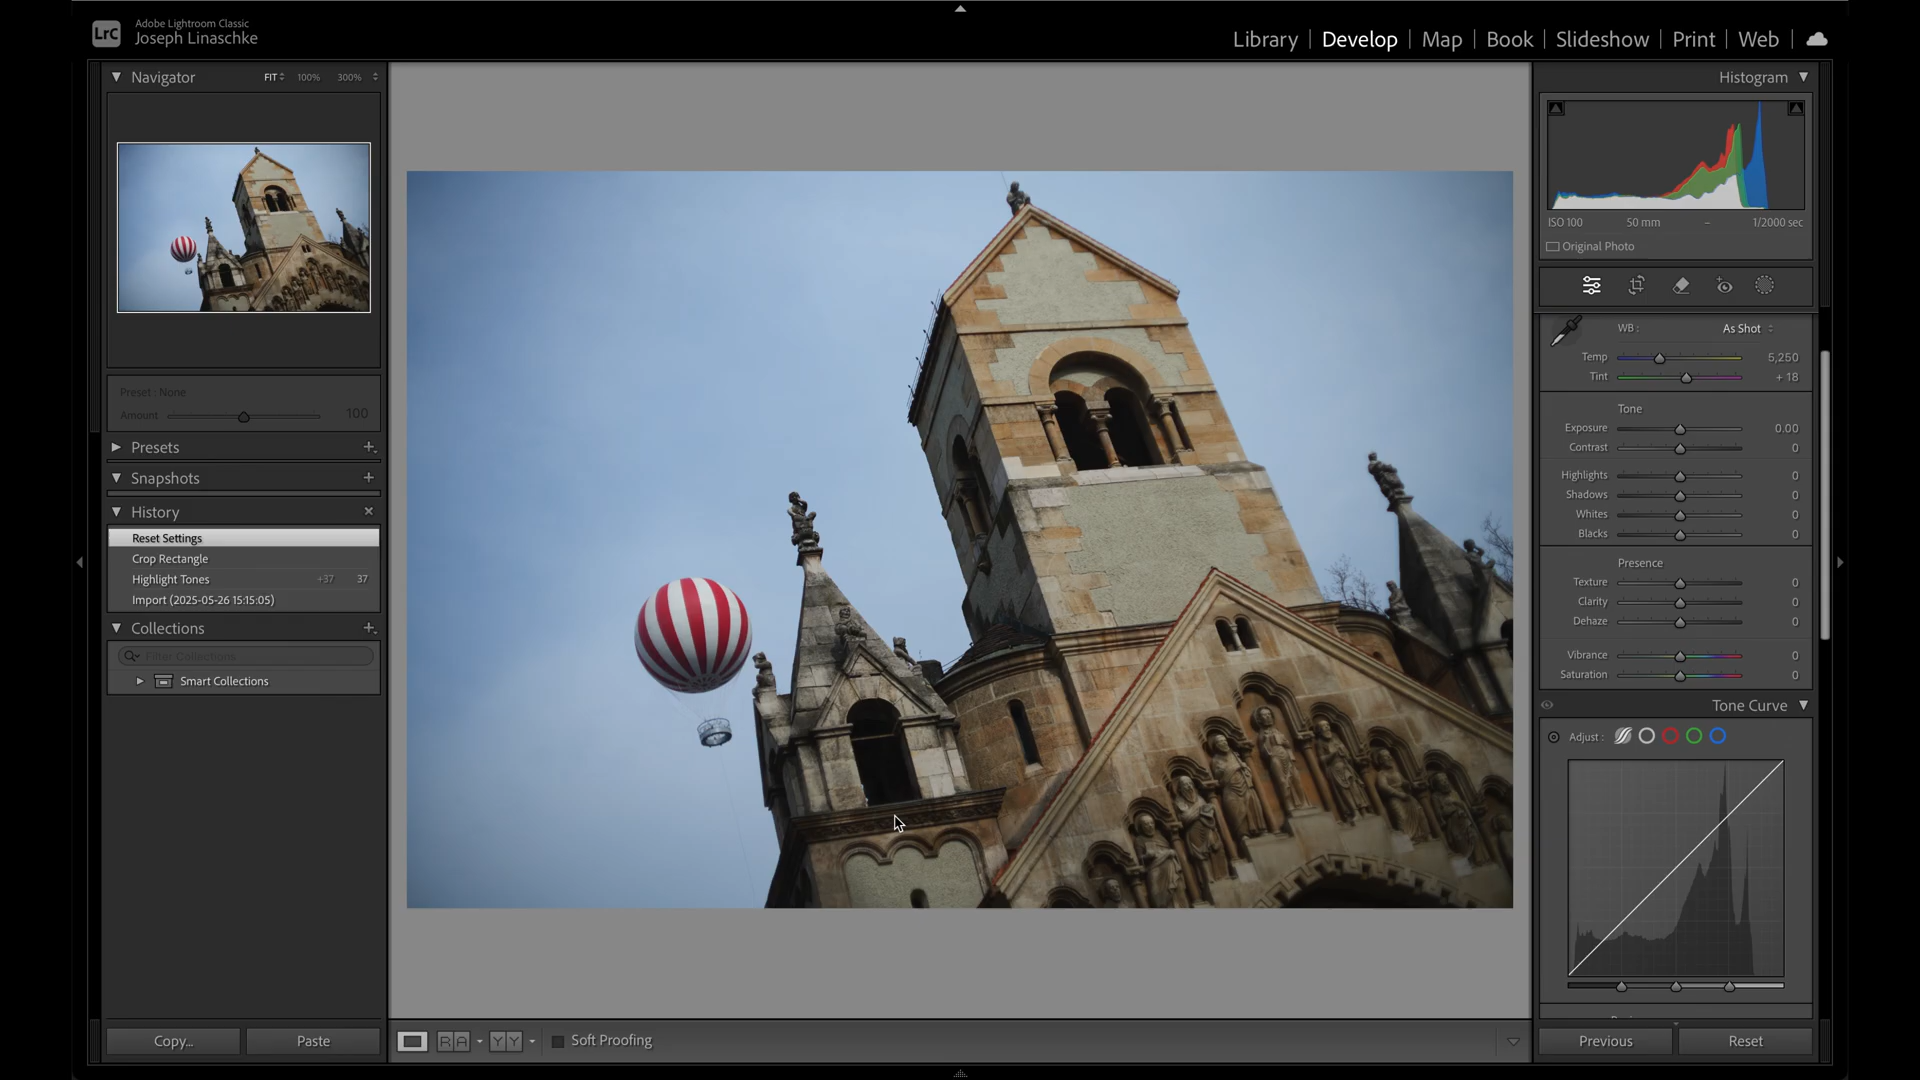 LrC
Adobe Lightroom Classic
Joseph Linaschke
Library | Develop | Map | Book | Slideshow | Print | Web
Navigator FIT 100% 300%
Preset : None
Amount 100
Presets
Snapshots
History
Reset Settings
Crop Rectangle
Highlight Tones +37 37
Import (2025-05-26 15:15:05)
Collections
Filter Collections
Smart Collections
Copy... Paste
R A Y Y Soft Proofing
Histogram
ISO 100 50 mm – 1/2000 sec
Original Photo
WB : As Shot
Temp 5,250
Tint + 18
Tone
Exposure 0.00
Contrast 0
Highlights 0
Shadows 0
Whites 0
Blacks 0
Presence
Texture 0
Clarity 0
Dehaze 0
Vibrance 0
Saturation 0
Tone Curve
Adjust :
Previous Reset